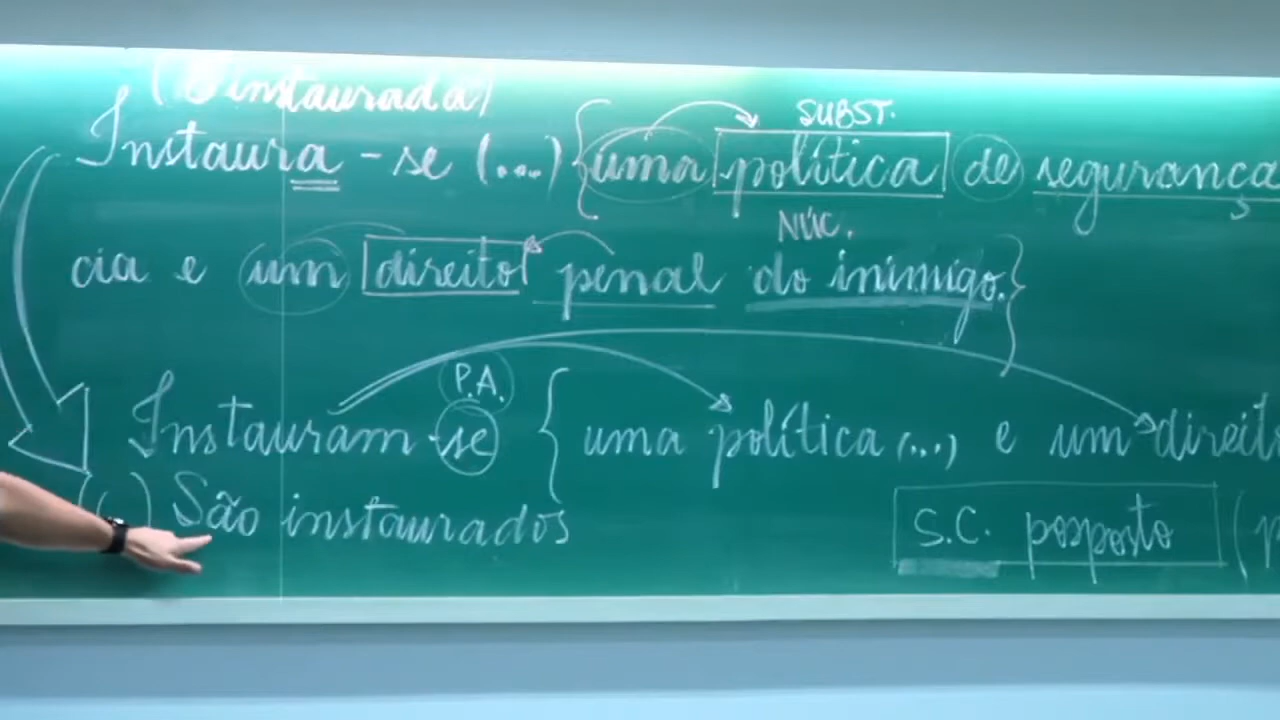 (É instaurada)
SUBST.
Instaura-se (...) {uma política de segurança
NÚC.
cia e um direito penal do inimigo.}
P.A.
Instauram-se { uma política (...) e um direit
( ) São instaurados
S.C. posposto (